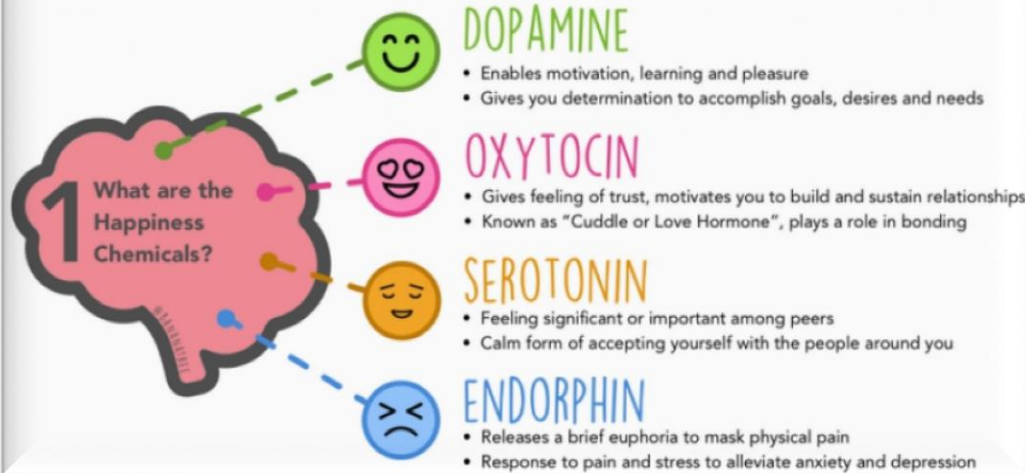 DOPAMINE
• Enables motivation, learning and pleasure
• Gives you determination to accomplish goals, desires and needs
1 What are the
Happiness
Chemicals?
OXYTOCIN
• Gives feeling of trust, motivates you to build and sustain relationships
• Known as “Cuddle or Love Hormone”, plays a role in bonding
SEROTONIN
• Feeling significant or important among peers
• Calm form of accepting yourself with the people around you
ENDORPHIN
• Releases a brief euphoria to mask physical pain
• Response to pain and stress to alleviate anxiety and depression